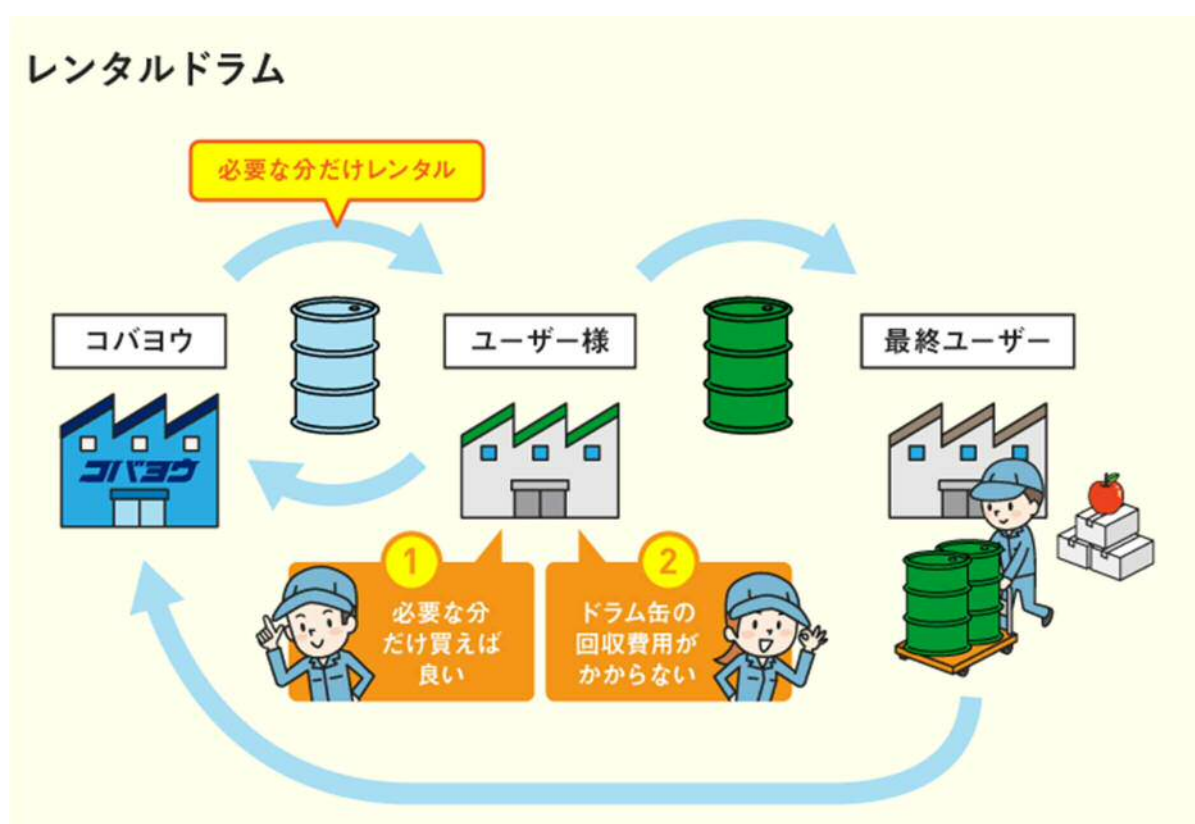 レンタルドラム
必要な分だけレンタル
コバヨウ
ユーザー様
最終ユーザー
コバヨウ
1
必要な分
だけ買えば
良い
2
ドラム缶の
回収費用が
かからない